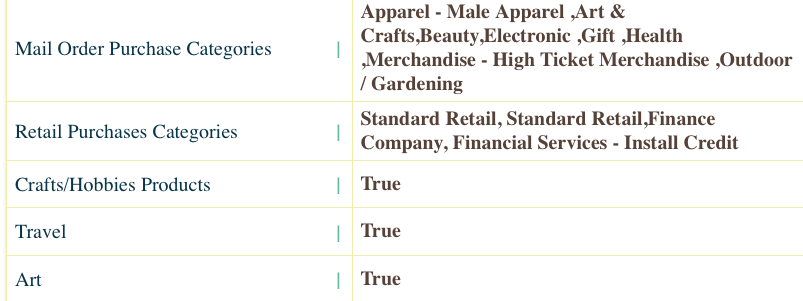 Apparel - Male Apparel ,Art &
Crafts,Beauty,Electronic ,Gift ,Health
Mail Order Purchase Categories | ,Merchandise - High Ticket Merchandise ,Outdoor
/ Gardening
Standard Retail, Standard Retail,Finance
Retail Purchases Categories | Company, Financial Services - Install Credit
Crafts/Hobbies Products | True
Travel | True
Art | True